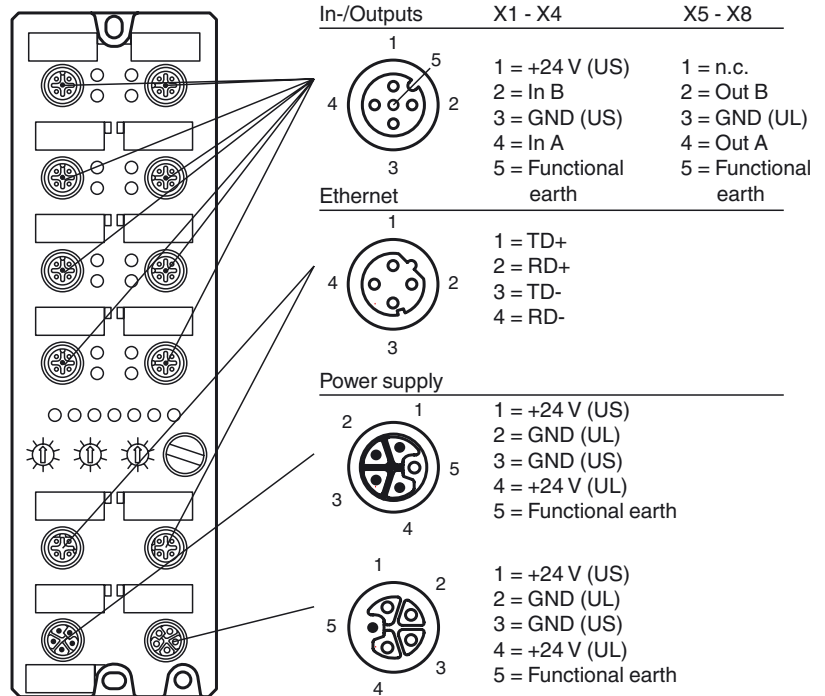 In-/Outputs X1 - X4 X5 - X8
1
5
4
2
3
1 = +24 V (US)
2 = In B
3 = GND (US)
4 = In A
5 = Functional
earth
1 = n.c.
2 = Out B
3 = GND (UL)
4 = Out A
5 = Functional
earth
Ethernet
1
4
2
3
1 = TD+
2 = RD+
3 = TD-
4 = RD-
Power supply
1
2
5
3
4
1 = +24 V (US)
2 = GND (UL)
3 = GND (US)
4 = +24 V (UL)
5 = Functional earth
1
2
5
3
4
1 = +24 V (US)
2 = GND (UL)
3 = GND (US)
4 = +24 V (UL)
5 = Functional earth